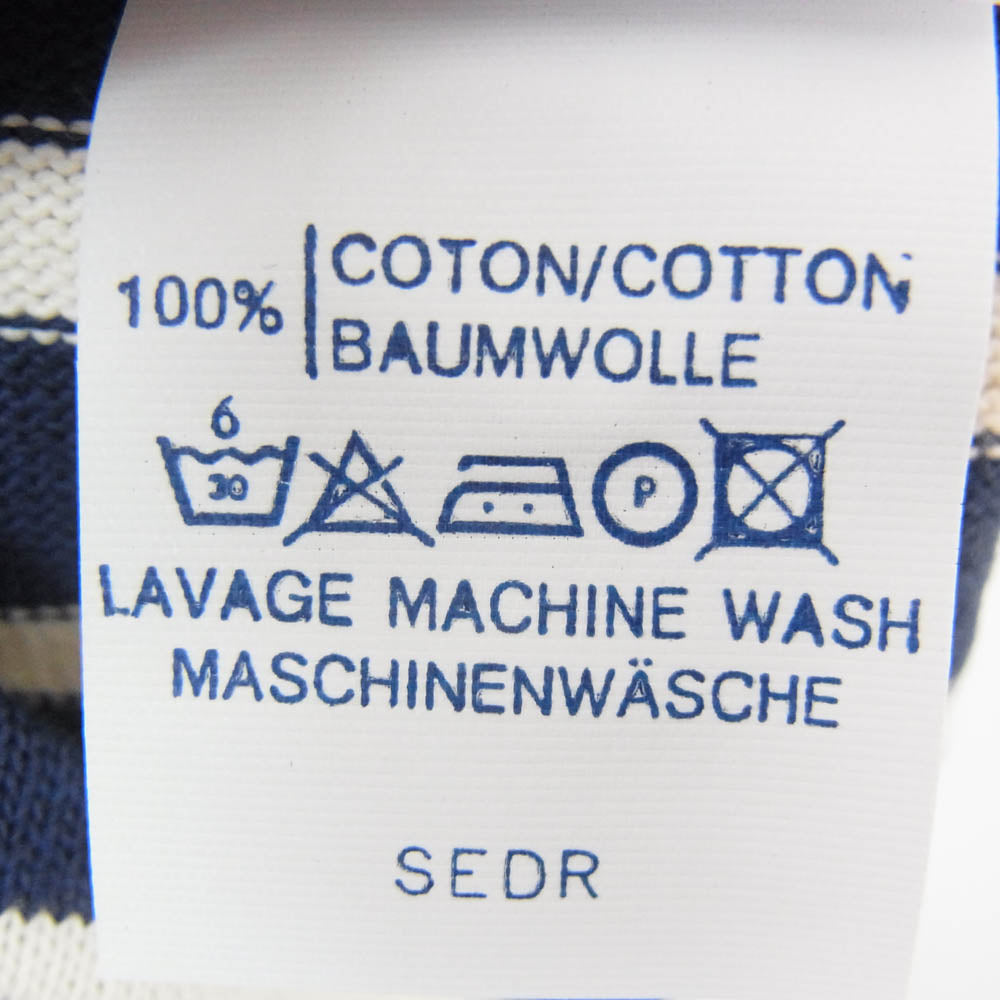 100% COTON/COTTON
BAUMWOLLE
6
30 P
LAVAGE MACHINE WASH
MASCHINENWÄSCHE
SEDR